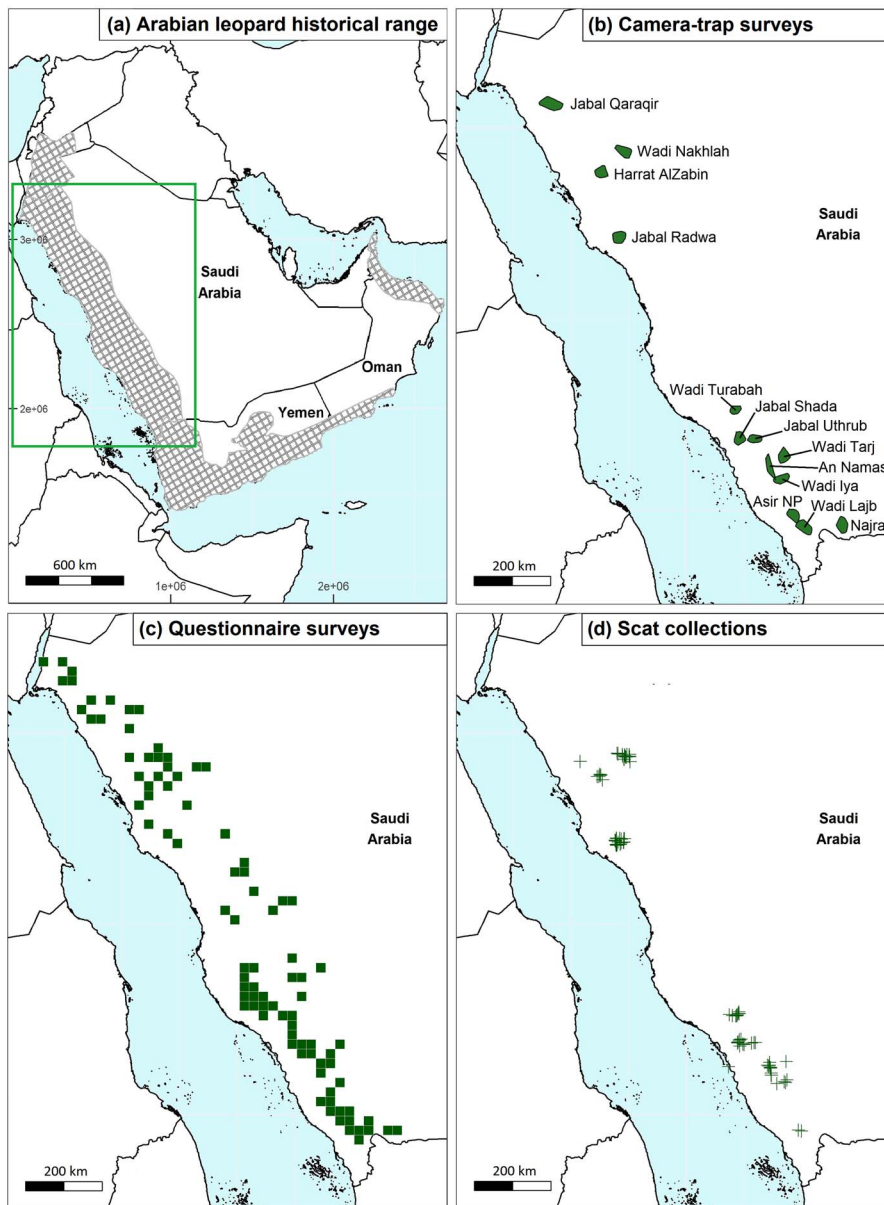 (a) Arabian leopard historical range
3e+06
Saudi
Arabia
Oman
2e+06
Yemen
600 km
1e+06
2e+06
(b) Camera-trap surveys
Jabal Qaraqir
Wadi Nakhlah
Harrat AlZabin
Saudi
Arabia
Jabal Radwa
Wadi Turabah
Jabal Shada
Jabal Uthrub
Wadi Tarj
An Namas
Wadi Iya
Asir NP
Wadi Lajb
Najra
200 km
(c) Questionnaire surveys
Saudi
Arabia
200 km
(d) Scat collections
Saudi
Arabia
200 km